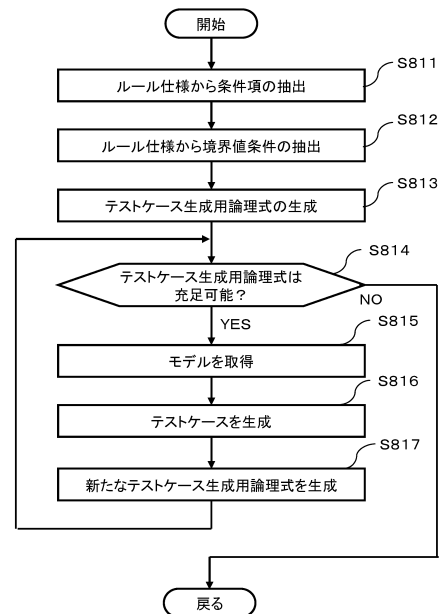 開始
ルール仕様から条件項の抽出
S811
ルール仕様から境界値条件の抽出
S812
テストケース生成用論理式の生成
S813
テストケース生成用論理式は
充足可能？
S814
NO
YES
モデルを取得
S815
テストケースを生成
S816
新たなテストケース生成用論理式を生成
S817
戻る